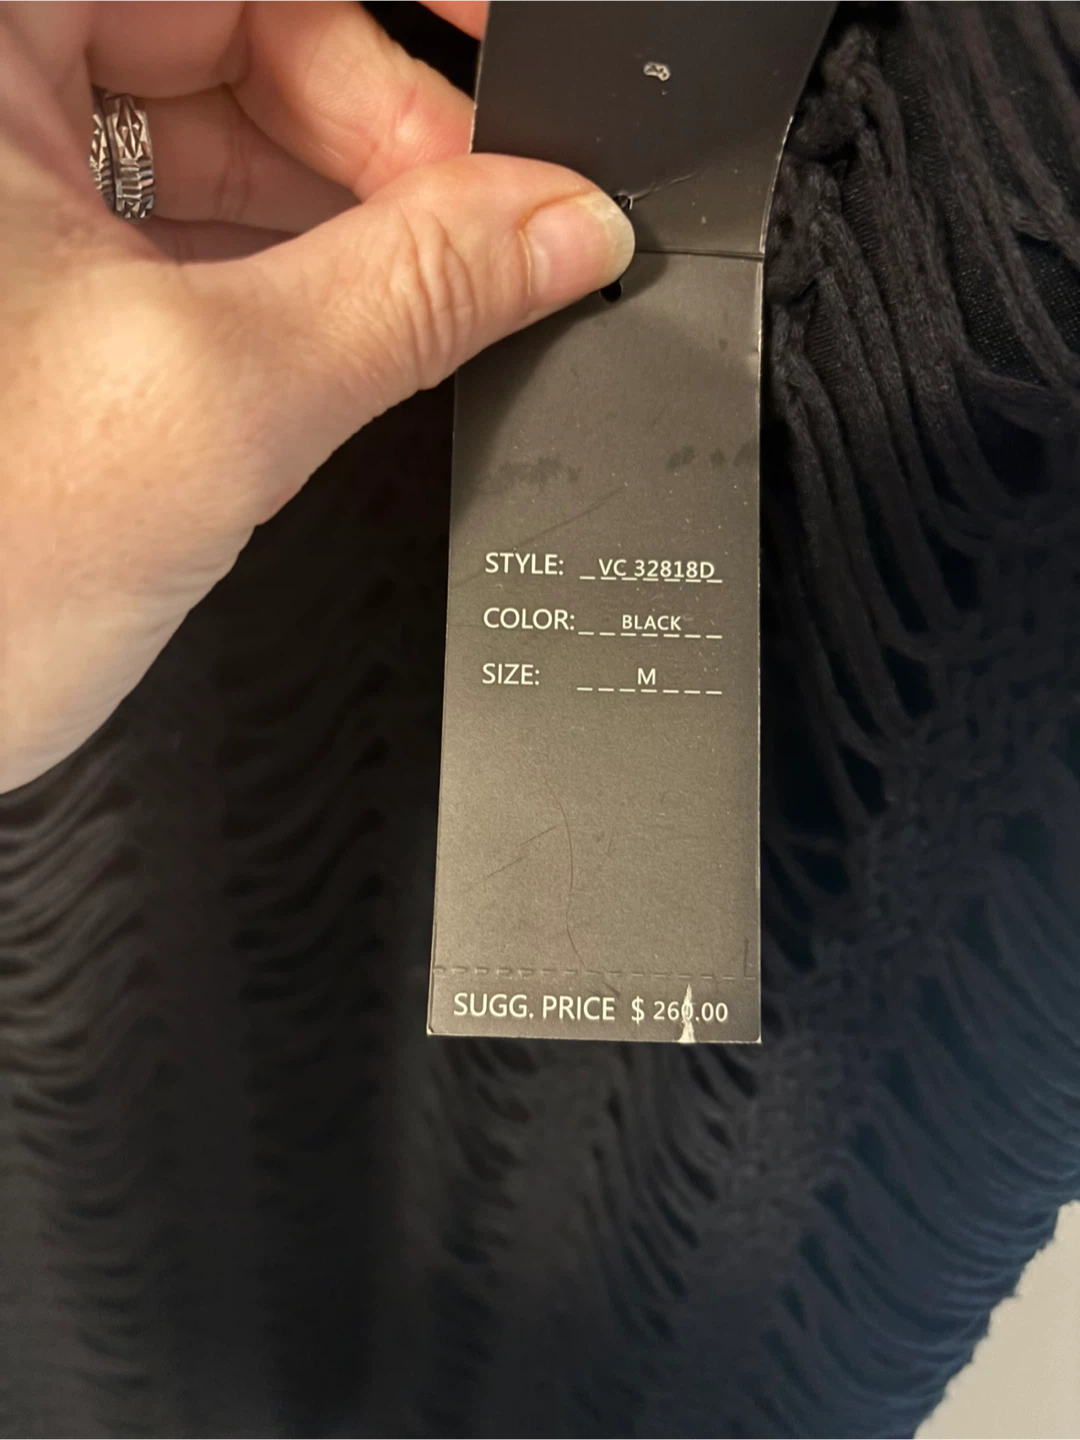 STYLE: VC 32818D
COLOR: BLACK
SIZE: M
SUGG. PRICE $ 260.00